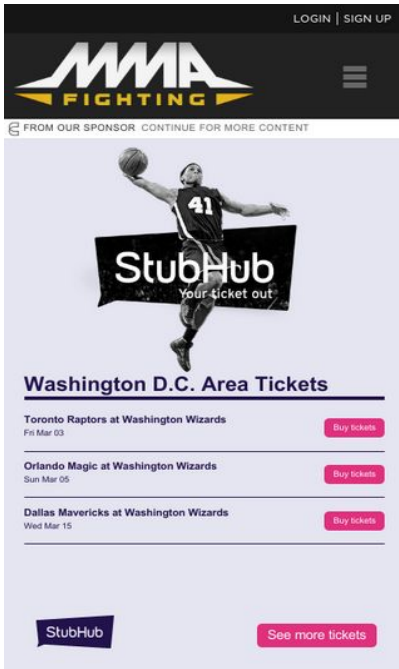 LOGIN | SIGN UP
MMA
FIGHTING
FROM OUR SPONSOR CONTINUE FOR MORE CONTENT
41
StubHub
Your ticket out
Washington D.C. Area Tickets
Toronto Raptors at Washington Wizards
Fri Mar 03
Buy tickets
Orlando Magic at Washington Wizards
Sun Mar 05
Buy tickets
Dallas Mavericks at Washington Wizards
Wed Mar 15
Buy tickets
StubHub
See more tickets